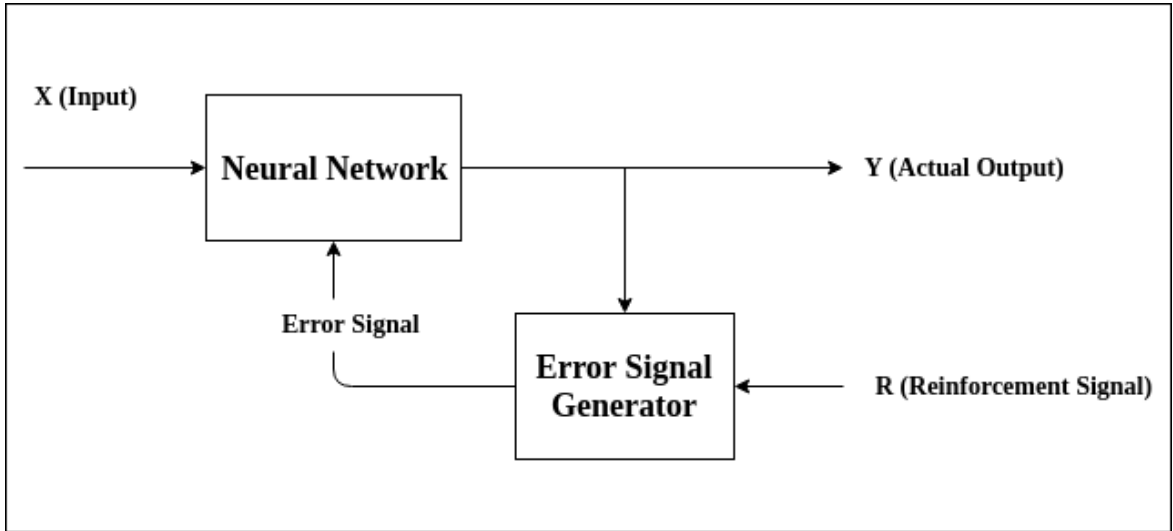 X (Input)
Neural Network
Y (Actual Output)
Error Signal
Error Signal
Generator
R (Reinforcement Signal)